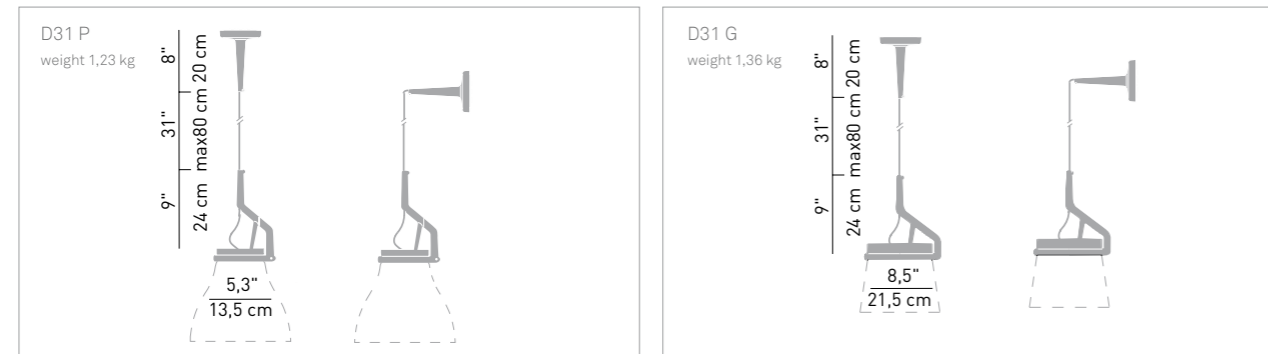 D31 P
weight 1,23 kg
8"
20 cm
31"
max80 cm
9"
24 cm
5,3"
13,5 cm
D31 G
weight 1,36 kg
8"
20 cm
31"
max80 cm
9"
24 cm
8,5"
21,5 cm